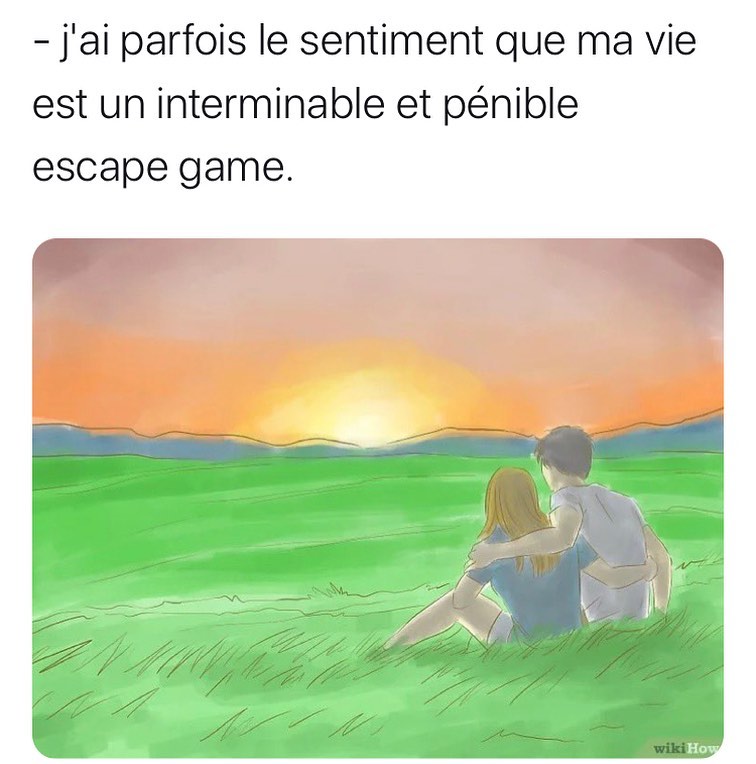 - j'ai parfois le sentiment que ma vie
est un interminable et pénible
escape game.
wikiHow